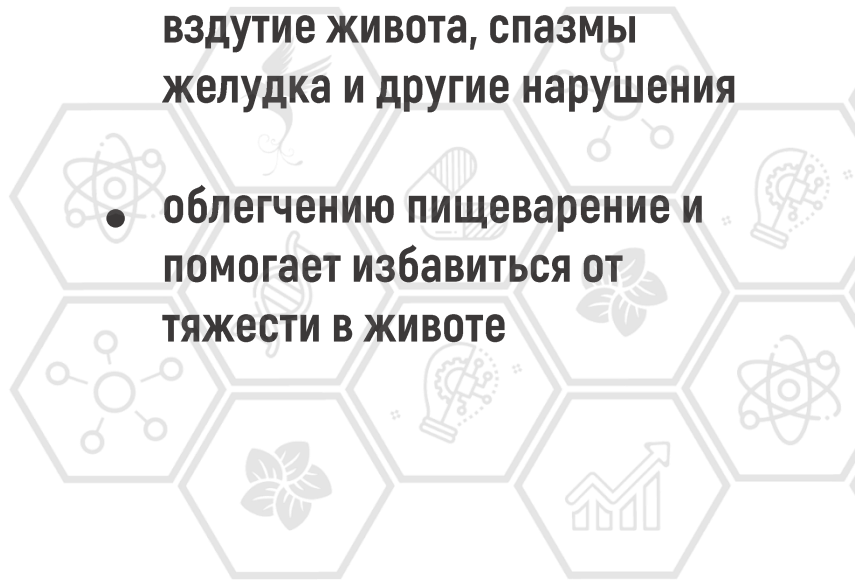 вздутие живота, спазмы
желудка и другие нарушения
• облегчению пищеварение и
помогает избавиться от
тяжести в животе